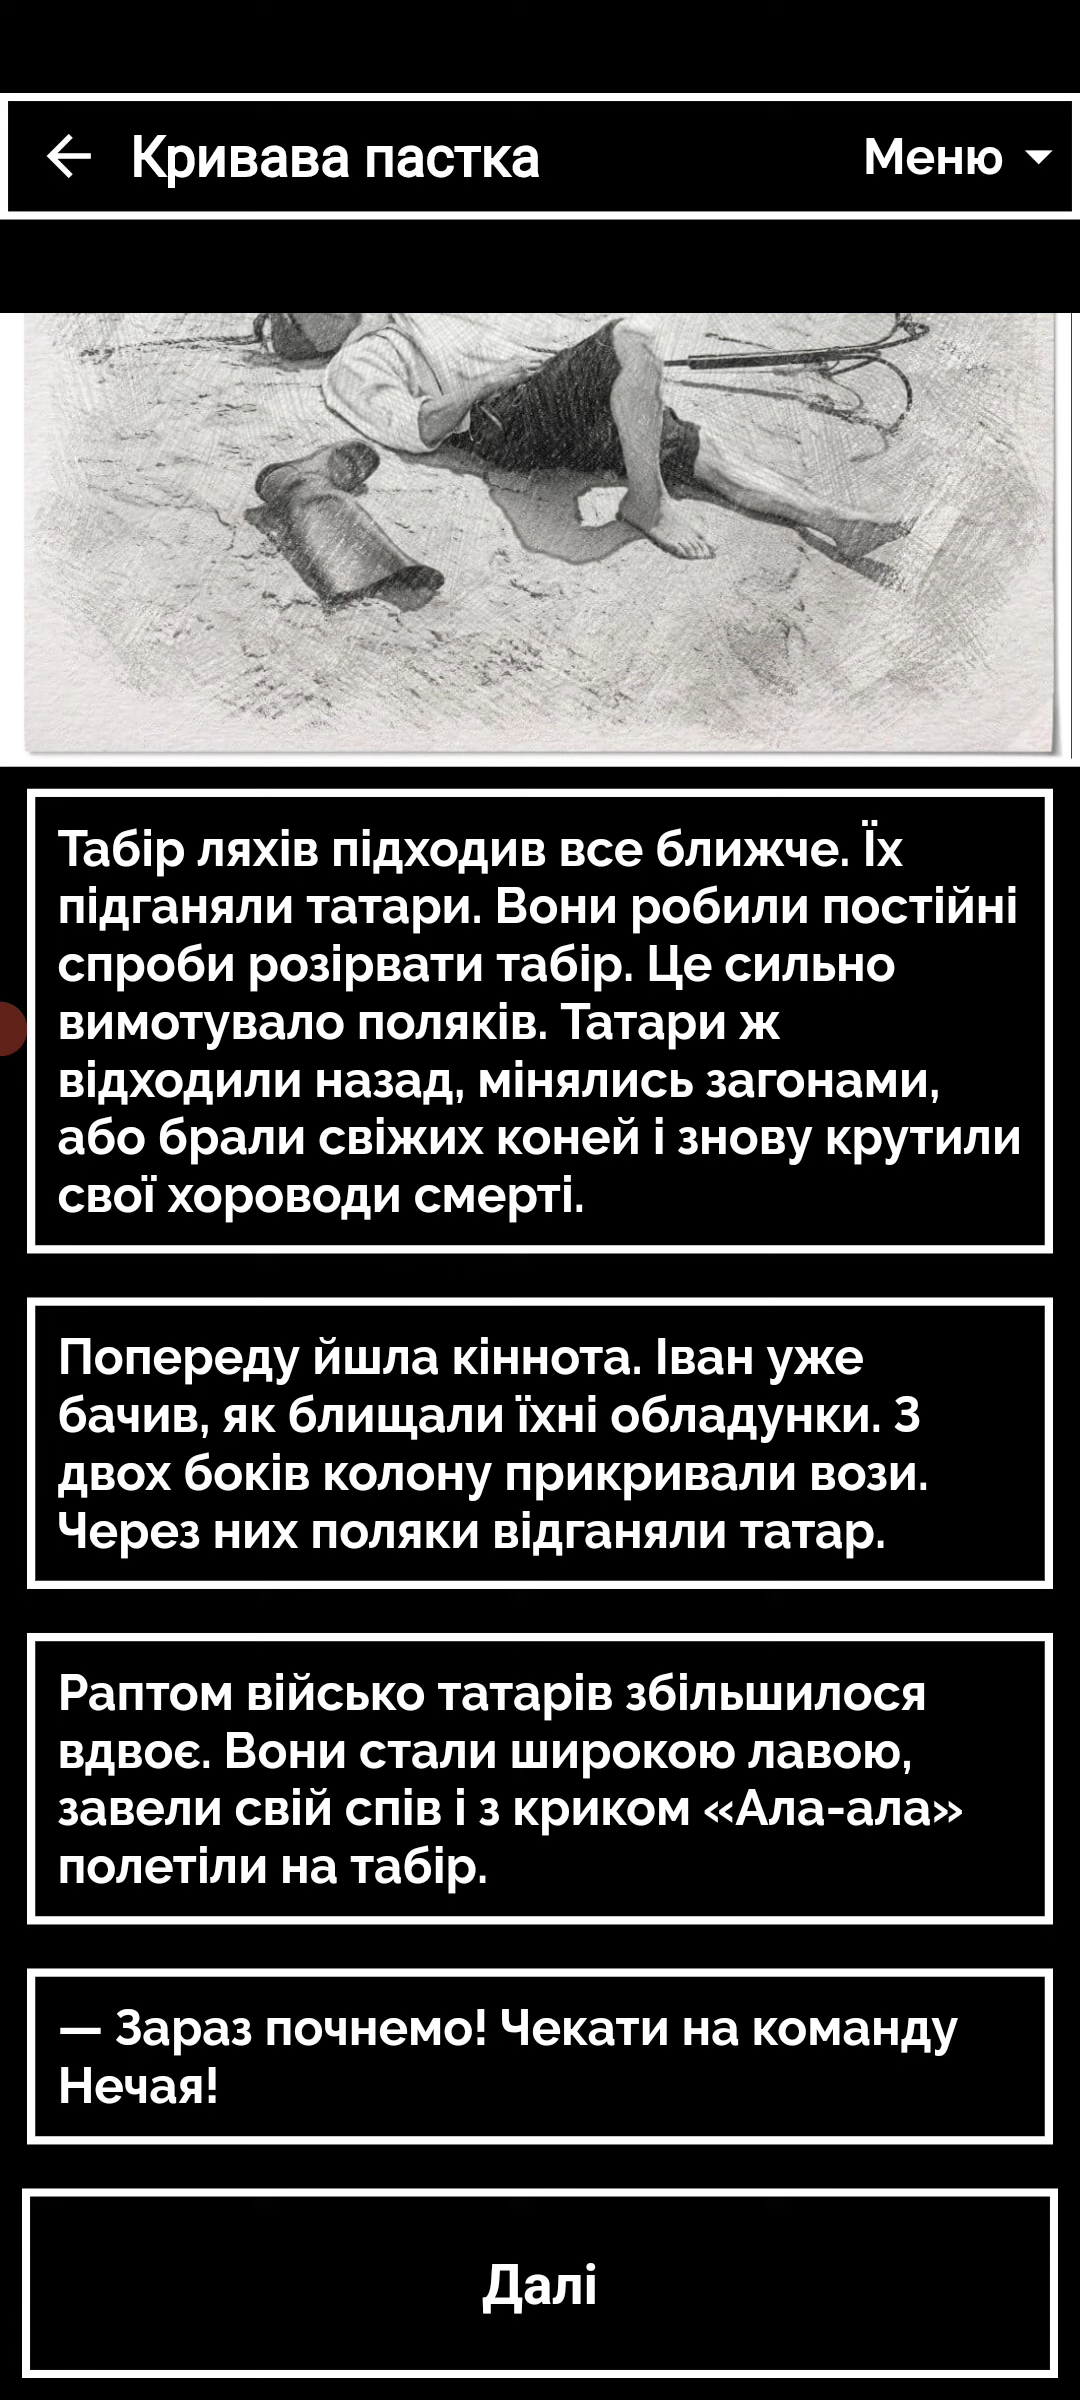 Кривава пастка
Меню
Табір ляхів підходив все ближче. Їх
підганяли татари. Вони робили постійні
спроби розірвати табір. Це сильно
вимотувало поляків. Татари ж
відходили назад, мінялись загонами,
або брали свіжих коней і знову крутили
свої хороводи смерті.
Попереду йшла кіннота. Іван уже
бачив, як блищали їхні обладунки. З
двох боків колону прикривали вози.
Через них поляки відганяли татар.
Раптом військо татарів збільшилося
вдвоє. Вони стали широкою лавою,
завели свій спів і з криком «Ала-ала»
полетіли на табір.
— Зараз почнемо! Чекати на команду
Нечая!
Далі